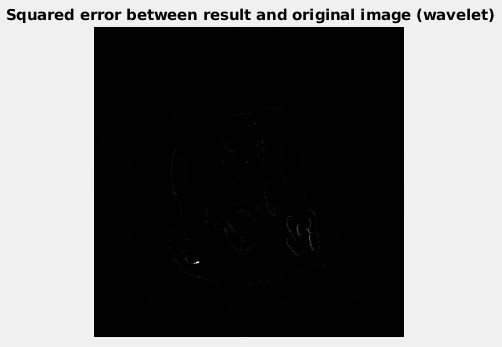 Squared error between result and original image (wavelet)